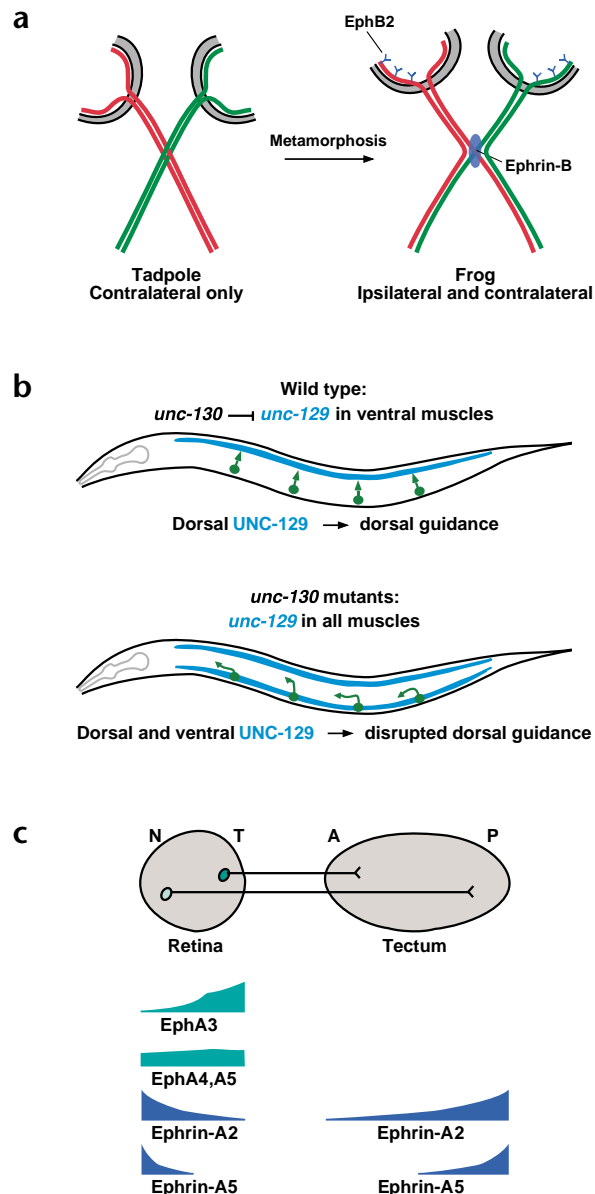 a
EphB2
Metamorphosis
Ephrin-B
Tadpole
Contralateral only
Frog
Ipsilateral and contralateral
b
Wild type:
unc-130 unc-129 in ventral muscles
Dorsal UNC-129 → dorsal guidance
unc-130 mutants:
unc-129 in all muscles
Dorsal and ventral UNC-129 → disrupted dorsal guidance
c
N T A P
Retina Tectum
EphA3
EphA4,A5
Ephrin-A2 Ephrin-A2
Ephrin-A5 Ephrin-A5